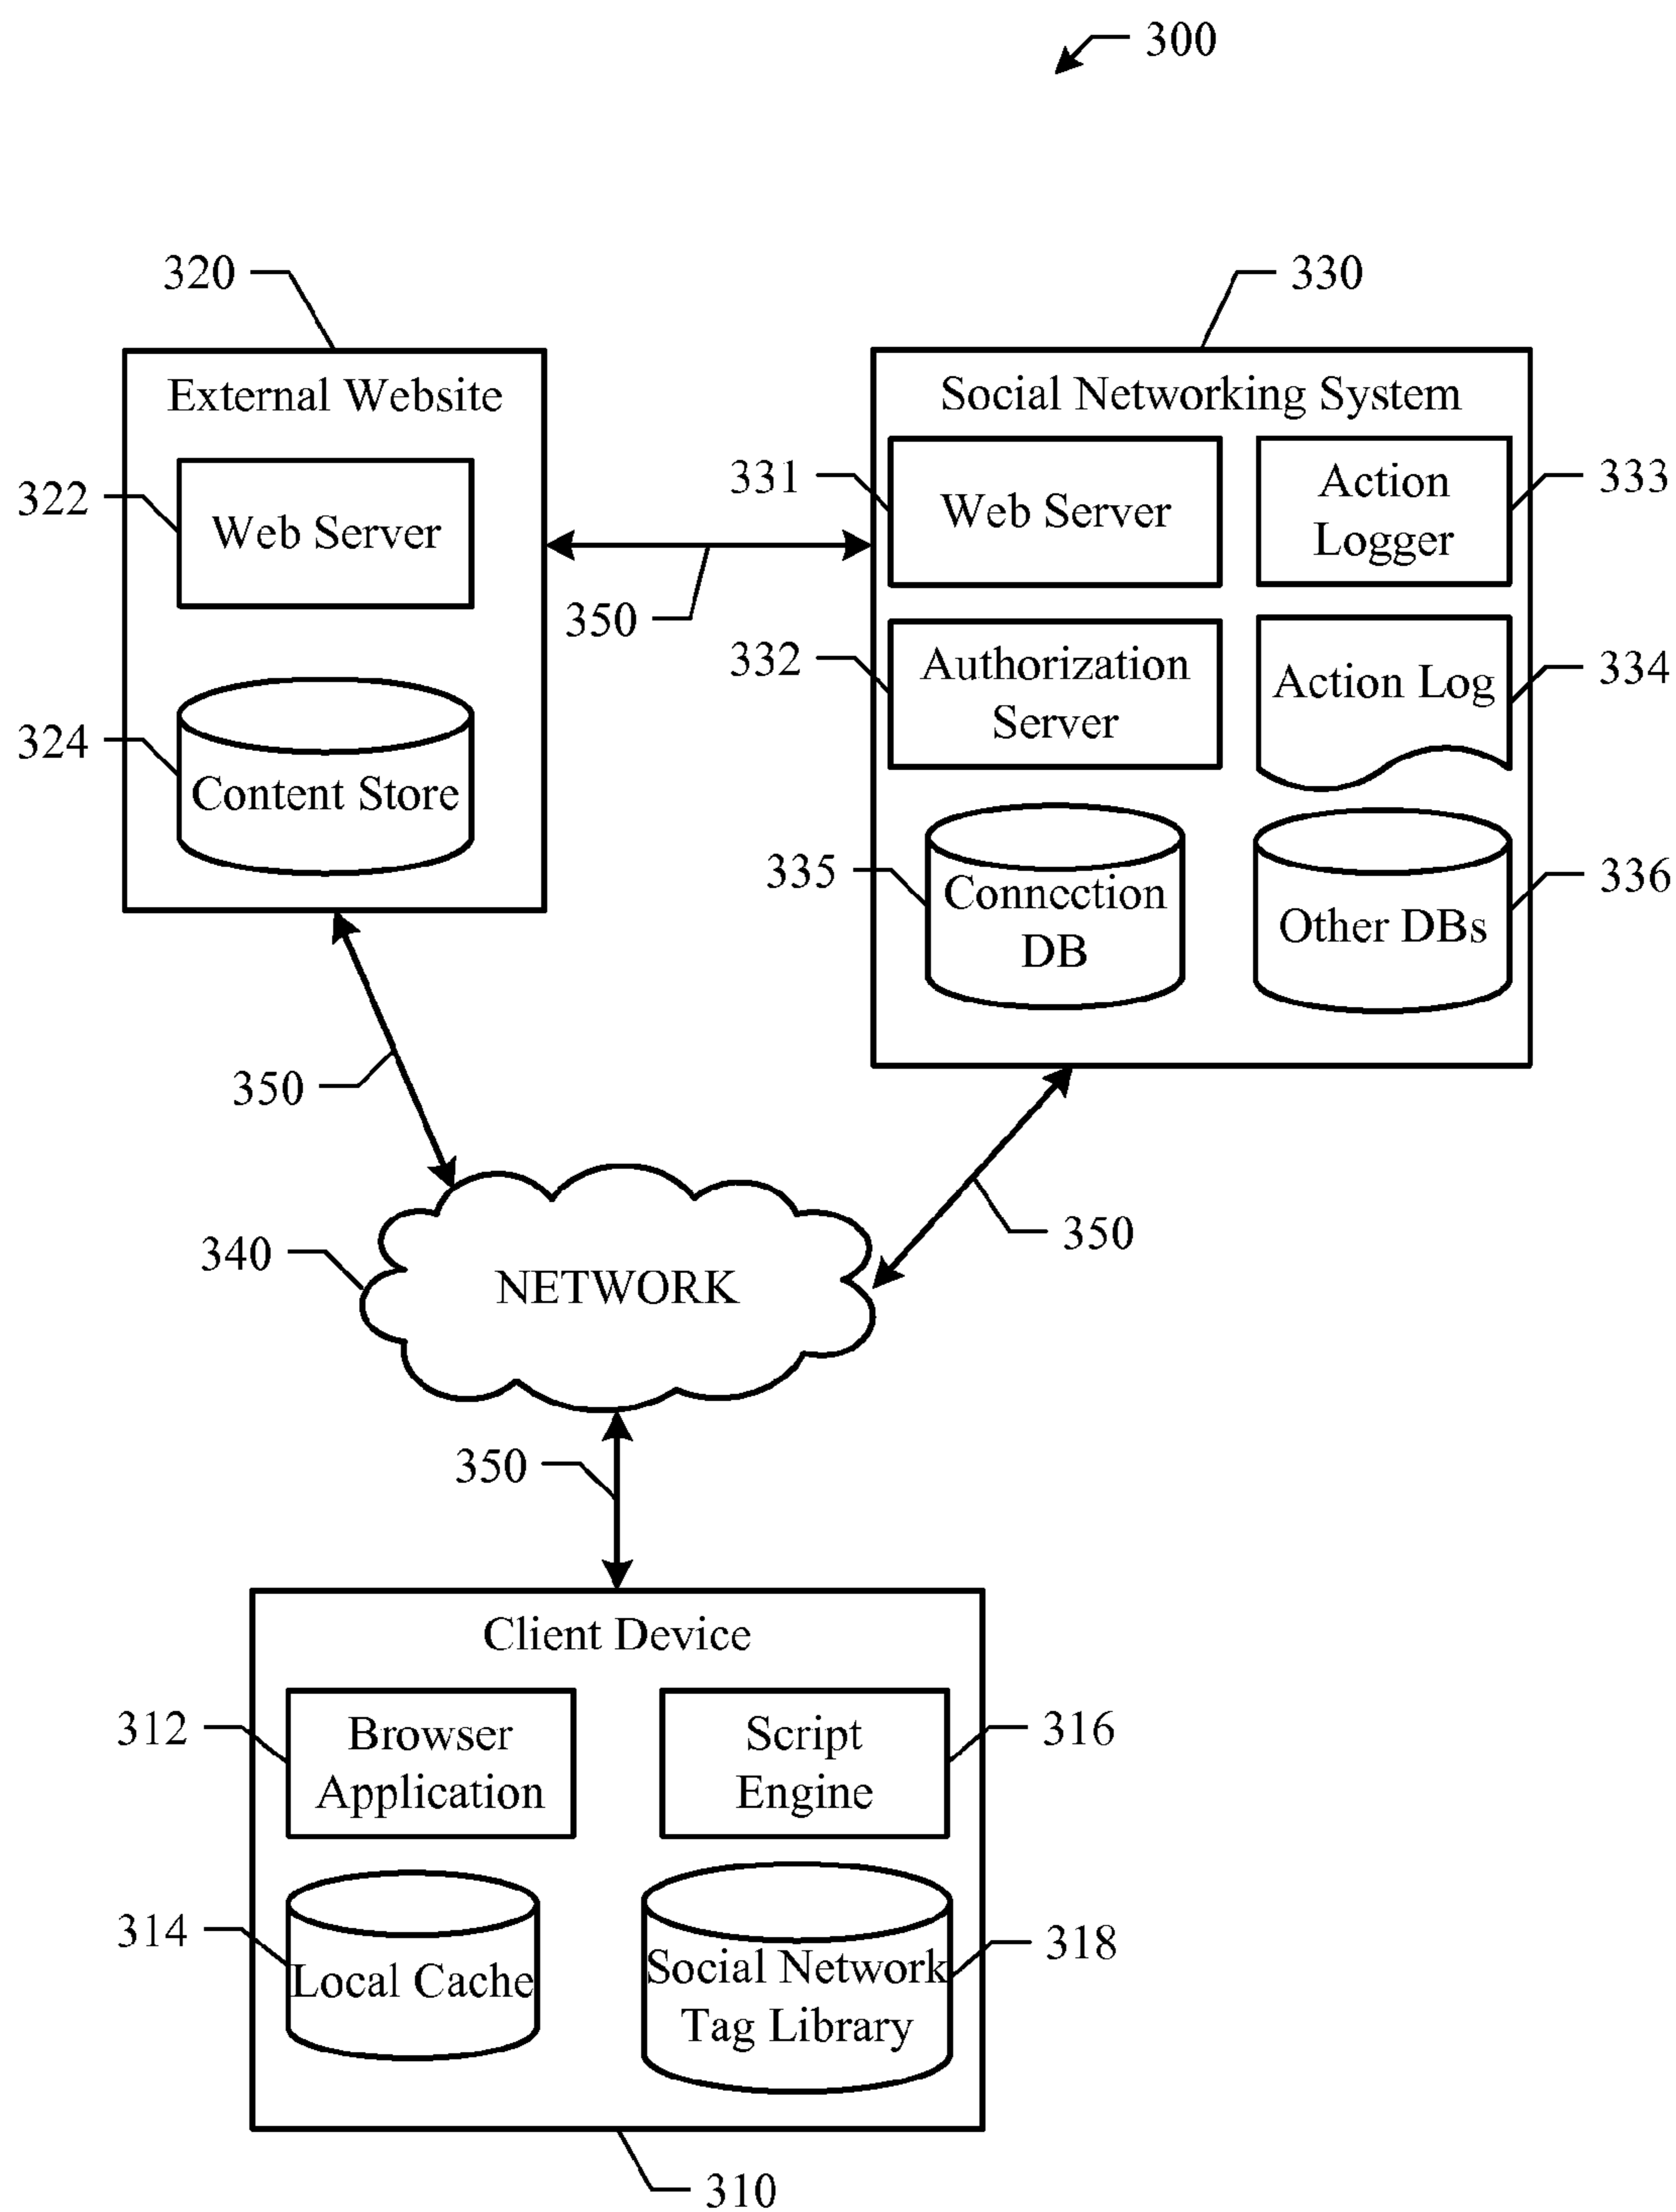 300
320
330
External Website
Social Networking System
322
Web Server
331
Web Server
Action
Logger
333
350
324
Content Store
332
Authorization
Server
Action Log
334
335
Connection
DB
Other DBs
336
350
350
340
NETWORK
350
Client Device
312
Browser
Application
Script
Engine
316
314
Local Cache
Social Network
Tag Library
318
310